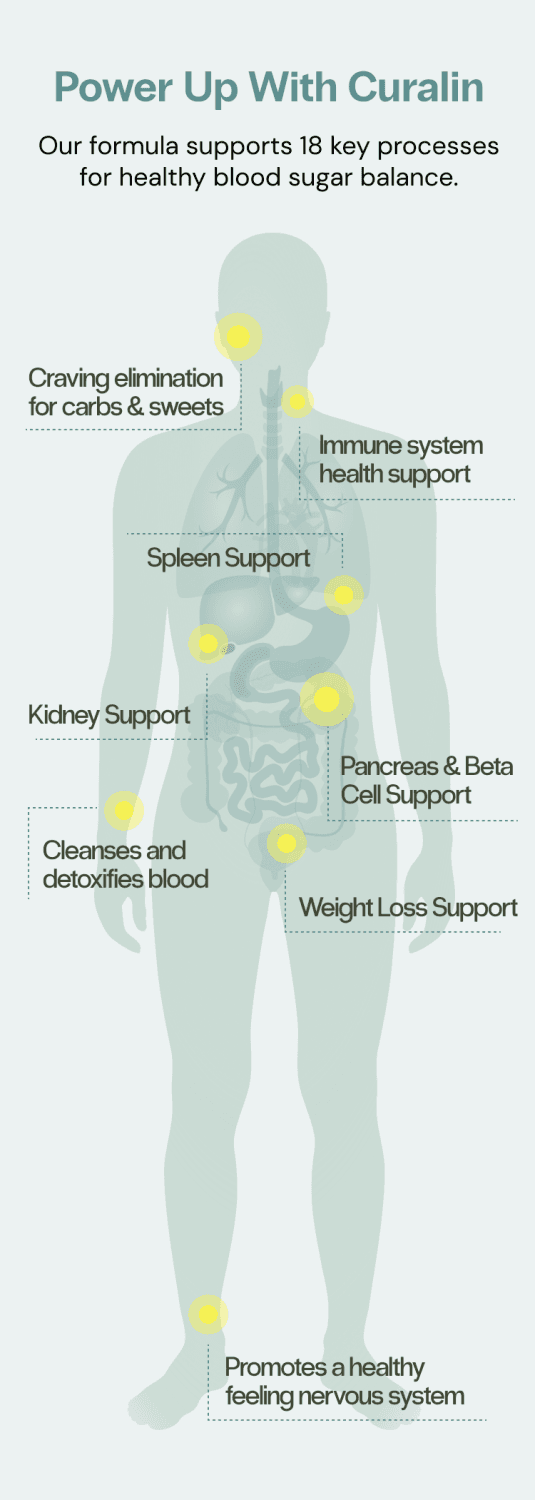 Power Up With Curalin
Our formula supports 18 key processes
for healthy blood sugar balance.
Craving elimination
for carbs & sweets
Immune system
health support
Spleen Support
Kidney Support
Pancreas & Beta
Cell Support
Cleanses and
detoxifies blood
Weight Loss Support
Promotes a healthy
feeling nervous system